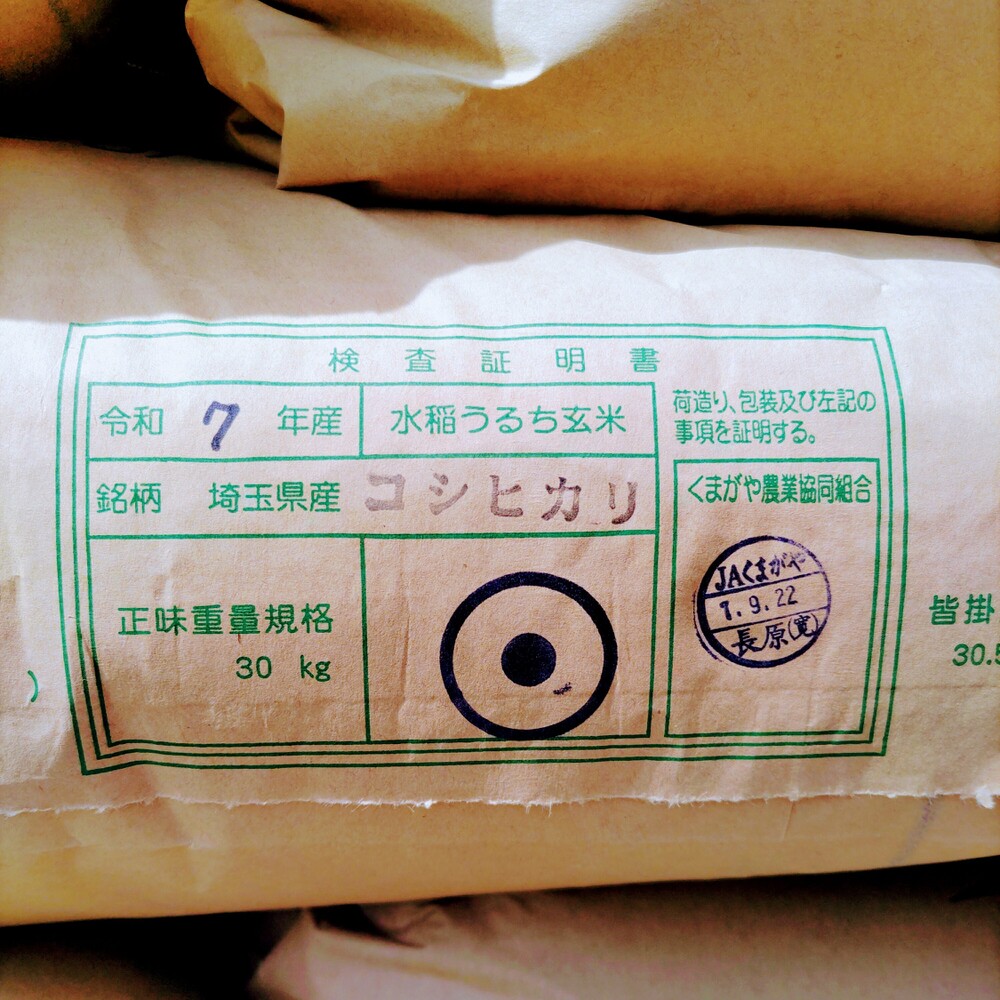 検査証明書
令和 7 年産 水稲うるち玄米
銘柄 埼玉県産 コシヒカリ
正味重量規格
30 kg
荷造り、包装及び左記の
事項を証明する。
くまがや農業協同組合
JAくまがや
7.9.22
長原(寛)
皆掛
30.5
)